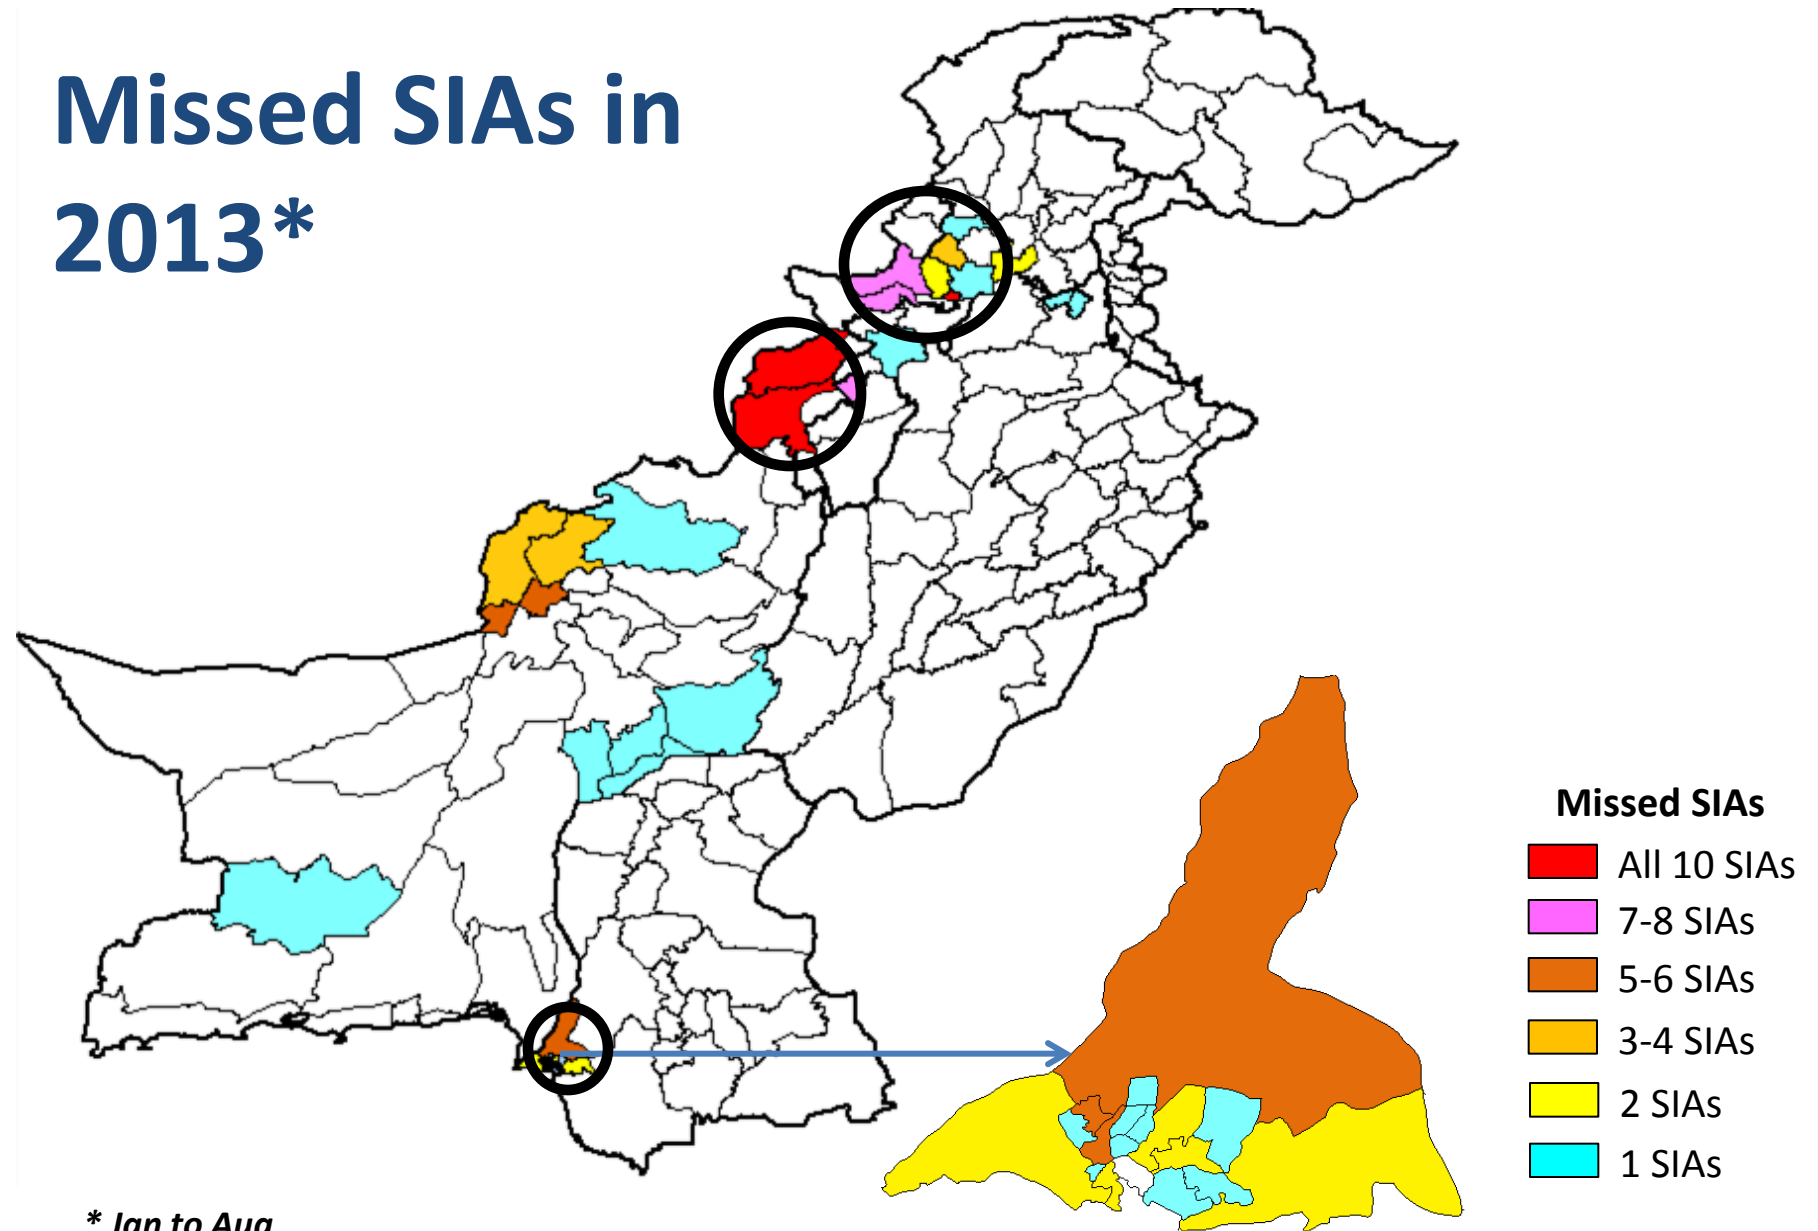 Missed SIAs in
2013*
Missed SIAs
All 10 SIAs
7-8 SIAs
5-6 SIAs
3-4 SIAs
2 SIAs
1 SIAs
* Jan to Aug